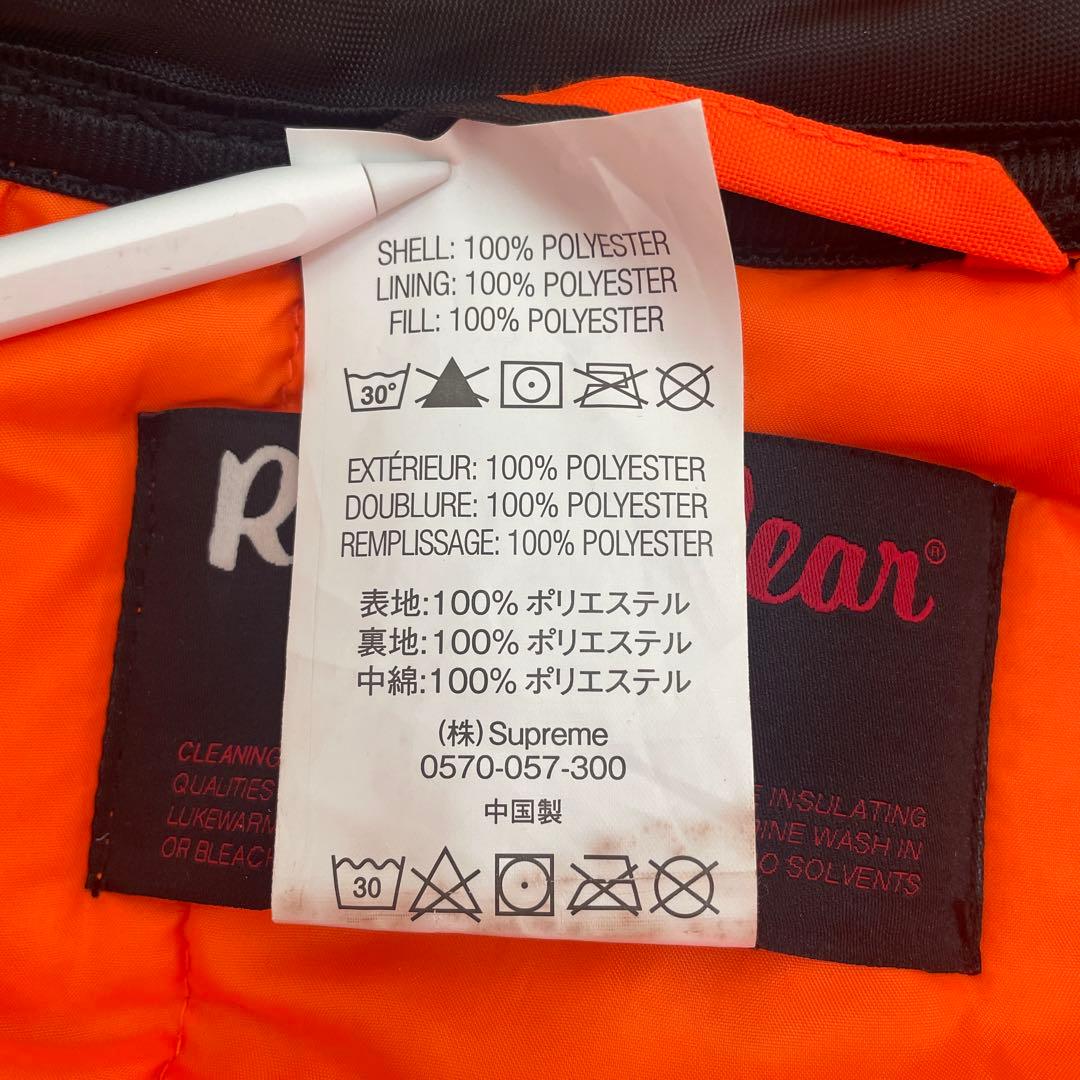 SHELL: 100% POLYESTER
LINING: 100% POLYESTER
FILL: 100% POLYESTER
30°
EXTÉRIEUR: 100% POLYESTER
DOUBLURE: 100% POLYESTER
REMPLISSAGE: 100% POLYESTER
表地:100% ポリエステル
裏地:100% ポリエステル
中綿:100% ポリエステル
(株)Supreme
0570-057-300
中国製
30
R
ear®
CLEANING
QUALITIES INSULATING
LUKEWARM WASH IN
OR BLEACH SOLVENTS